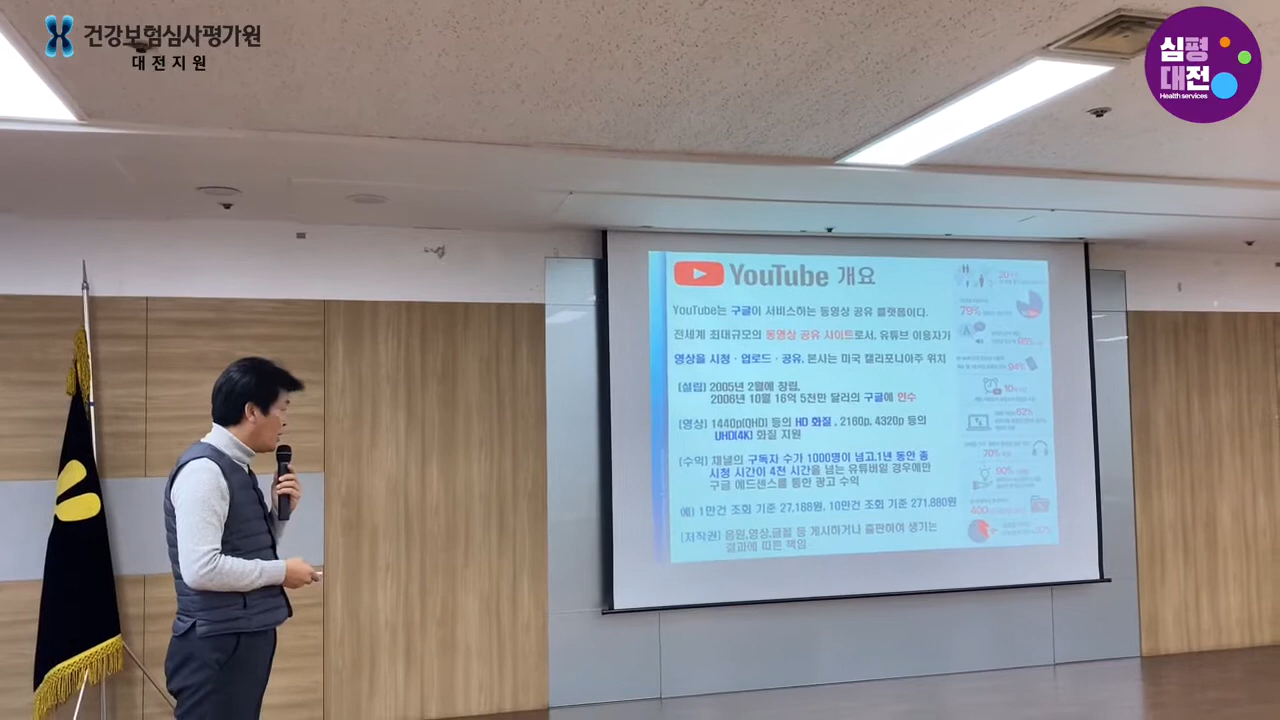 건강보험심사평가원
대전지원
심평
대전
Health services
YouTube 개요
YouTube는 구글이 서비스하는 동영상 공유 플랫폼이다.
전세계 최대규모의 동영상 공유 사이트로서, 유튜브 이용자가
영상을 시청 · 업로드 · 공유. 본사는 미국 캘리포니아주 위치
[설립] 2005년 2월에 창립,
2006년 10월 16억 5천만 달러의 구글에 인수
[영상] 1440p[QHD] 등의 HD 화질 , 2160p, 4320p 등의
UHD[4K] 화질 지원
[수익] 채널의 구독자 수가 1000명이 넘고,1년 동안 총
시청 시간이 4천 시간을 넘는 유튜버일 경우에만
구글 에드센스를 통한 광고 수익
예) 1만건 조회 기준 27,188원, 10만건 조회 기준 271,880원
[저작권] 음원,영상,글꼴 등 게시하거나 출판하여 생기는
결과에 따른 책임
79%
94%
62%
70%
90%
400